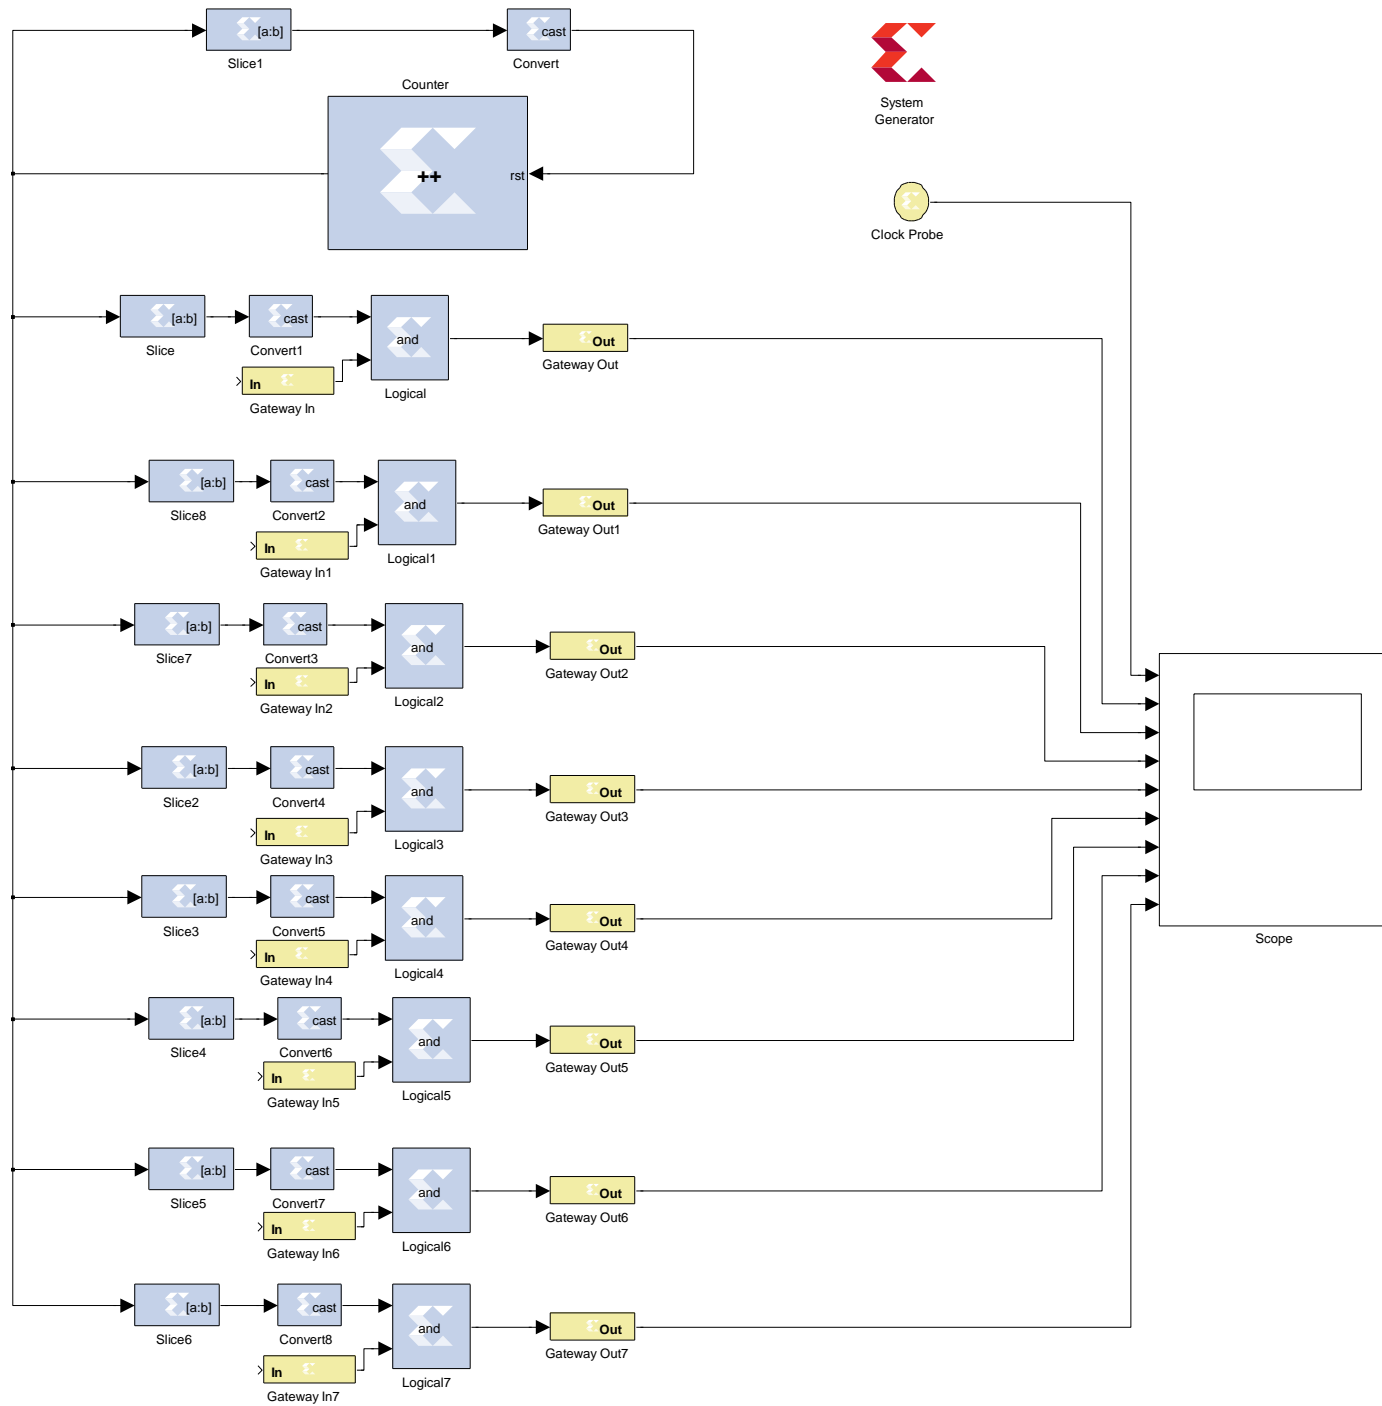 [a:b]
cast
Slice1
Convert
Counter
++
rst
System
Generator
Clock Probe
[a:b]
cast
and
Out
Slice
Convert1
Gateway Out
In
Logical
Gateway In
[a:b]
cast
and
Out
Slice8
Convert2
Gateway Out1
In
Logical1
Gateway In1
[a:b]
cast
and
Out
Slice7
Convert3
Gateway Out2
In
Logical2
Gateway In2
[a:b]
cast
and
Out
Slice2
Convert4
Gateway Out3
In
Logical3
Gateway In3
[a:b]
cast
and
Out
Slice3
Convert5
Gateway Out4
Scope
In
Logical4
Gateway In4
[a:b]
cast
and
Out
Slice4
Convert6
Gateway Out5
In
Logical5
Gateway In5
[a:b]
cast
and
Out
Slice5
Convert7
Gateway Out6
In
Logical6
Gateway In6
[a:b]
cast
and
Out
Slice6
Convert8
Gateway Out7
In
Logical7
Gateway In7